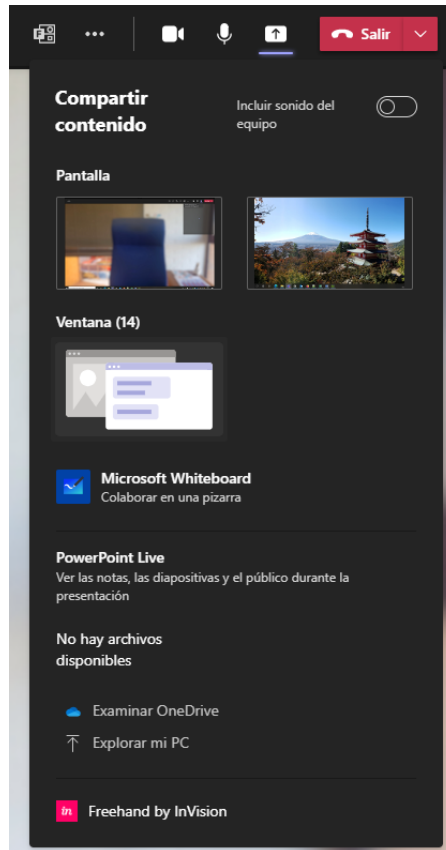 Salir
Compartir
contenido
Incluir sonido del
equipo
Pantalla
Ventana (14)
Microsoft Whiteboard
Colaborar en una pizarra
PowerPoint Live
Ver las notas, las diapositivas y el público durante la
presentación
No hay archivos
disponibles
Examinar OneDrive
Explorar mi PC
in
Freehand by InVision